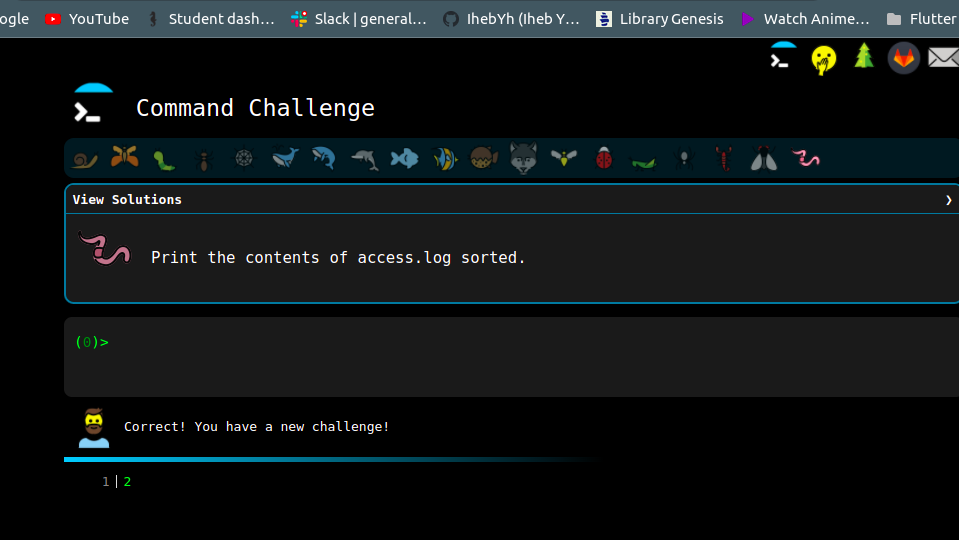 ogle YouTube Student dash... Slack | general... IhebYh (Iheb Y... Library Genesis Watch Anime... Flutter
Command Challenge
View Solutions ❯
Print the contents of access.log sorted.
(0)>
Correct! You have a new challenge!
1 2